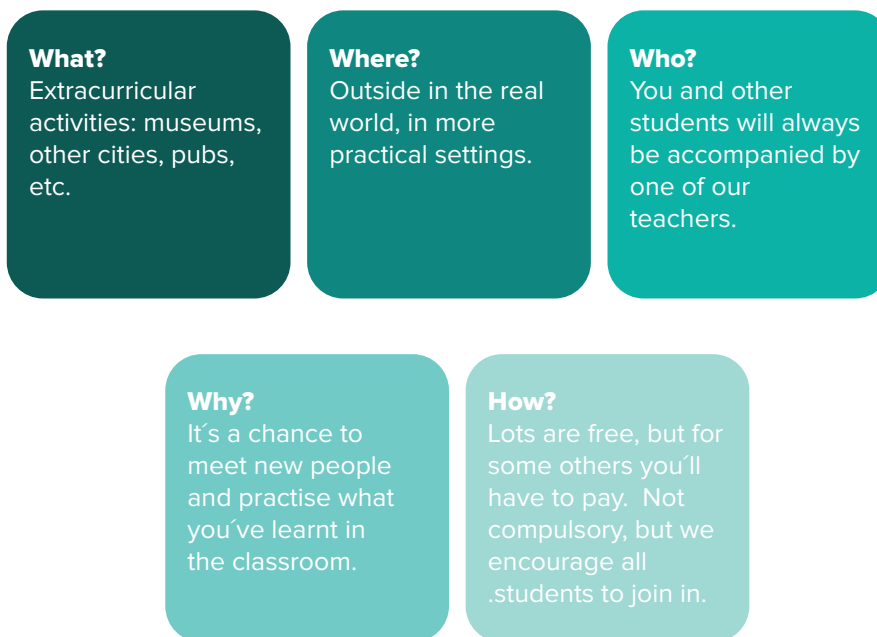 What?
Extracurricular
activities: museums,
other cities, pubs,
etc.
Where?
Outside in the real
world, in more
practical settings.
Who?
You and other
students will always
be accompanied by
one of our
teachers.
Why?
It´s a chance to
meet new people
and practise what
you´ve learnt in
the classroom.
How?
Lots are free, but for
some others you´ll
have to pay.  Not
compulsory, but we
encourage all
.students to join in.